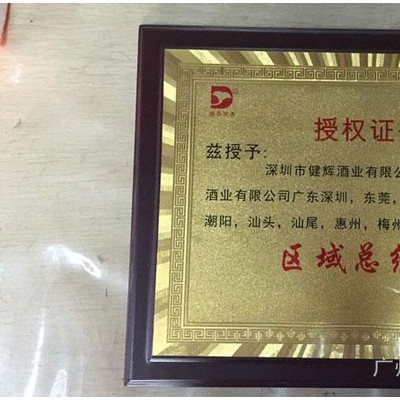 授权证
兹授予:
深圳市健辉酒业有限公
酒业有限公司广东深圳，东莞，
潮阳，汕头，汕尾，惠州，梅州
区域总经
广州